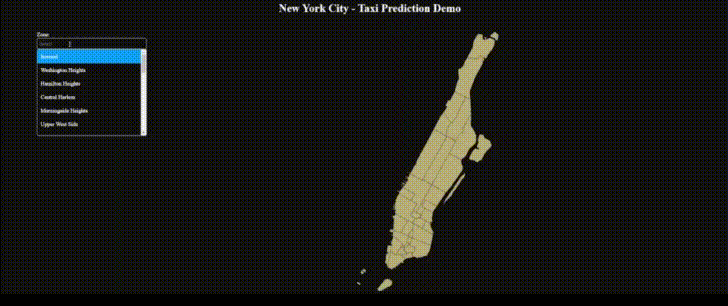 New York City - Taxi Prediction Demo
Zone
Inwood
Washington Heights
Hamilton Heights
Central Harlem
Morningside Heights
Upper West Side